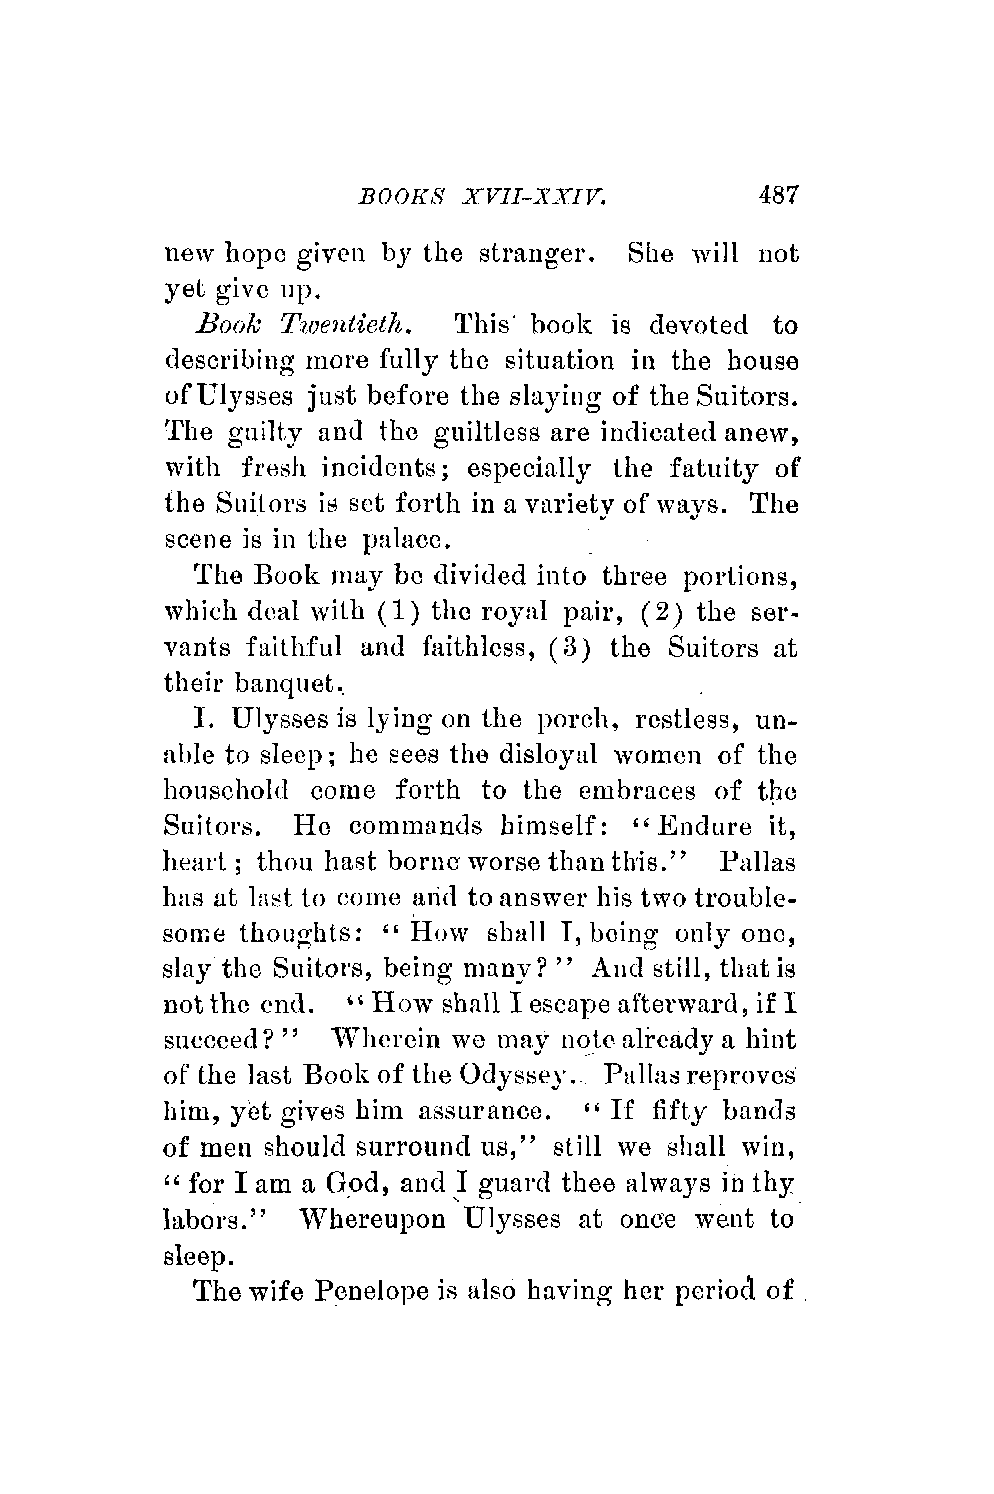 BOOKS XVII-XXIV. 487
new hope given by the stranger. She will not
yet give up.
Book Twentieth. This book is devoted to
describing more fully the situation in the house
of Ulysses just before the slaying of the Suitors.
The guilty and the guiltless are indicated anew,
with fresh incidents; especially the fatuity of
the Suitors is set forth in a variety of ways. The
scene is in the palace.
The Book may be divided into three portions,
which deal with (1) the royal pair, (2) the ser-
vants faithful and faithless, (3) the Suitors at
their banquet.
I. Ulysses is lying on the porch, restless, un-
able to sleep; he sees the disloyal women of the
household come forth to the embraces of the
Suitors. He commands himself: "Endure it,
heart; thou hast borne worse than this." Pallas
has at last to come and to answer his two trouble-
some thoughts: "How shall I, being only one,
slay the Suitors, being many?" And still, that is
not the end. "How shall I escape afterward, if I
succeed?" Wherein we may note already a hint
of the last Book of the Odyssey. Pallas reproves
him, yet gives him assurance. "If fifty bands
of men should surround us," still we shall win,
"for I am a God, and I guard thee always in thy
labors." Whereupon Ulysses at once went to
sleep.
The wife Penelope is also having her period of